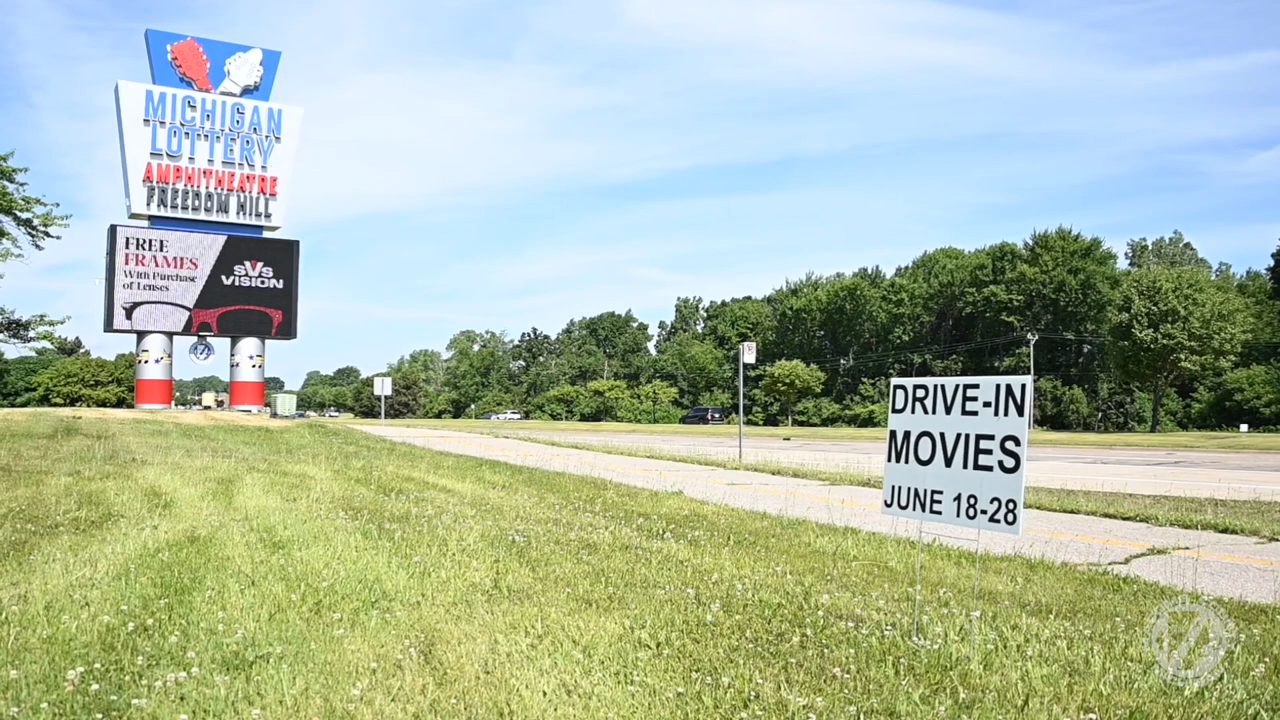 MICHIGAN
LOTTERY
AMPHITHEATRE
FREEDOM HILL
FREE
FRAMES
With Purchase
of Lenses
SVS
VISION
DRIVE-IN
MOVIES
JUNE 18-28